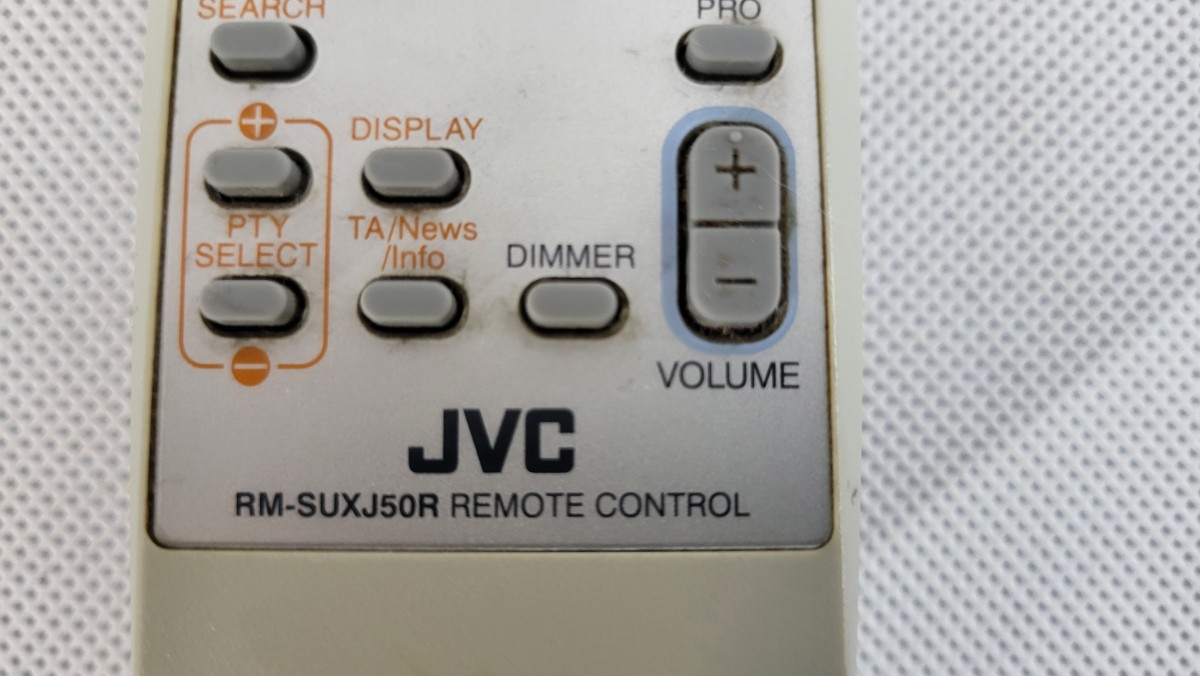 SEARCH
PRO
+
DISPLAY
+
PTY
SELECT
TA/News
/Info
DIMMER
−
−
VOLUME
JVC
RM-SUXJ50R REMOTE CONTROL